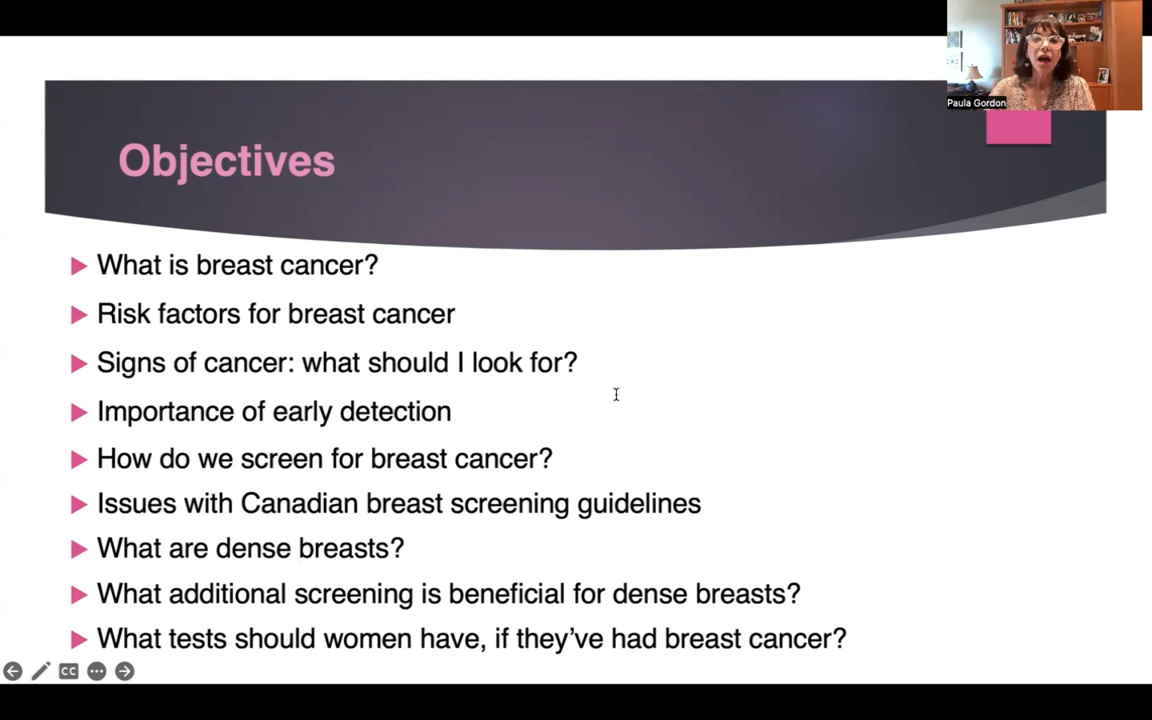 Paula Gordon
Objectives
What is breast cancer?
Risk factors for breast cancer
Signs of cancer: what should I look for?
Importance of early detection
How do we screen for breast cancer?
Issues with Canadian breast screening guidelines
What are dense breasts?
What additional screening is beneficial for dense breasts?
What tests should women have, if they’ve had breast cancer?
CC